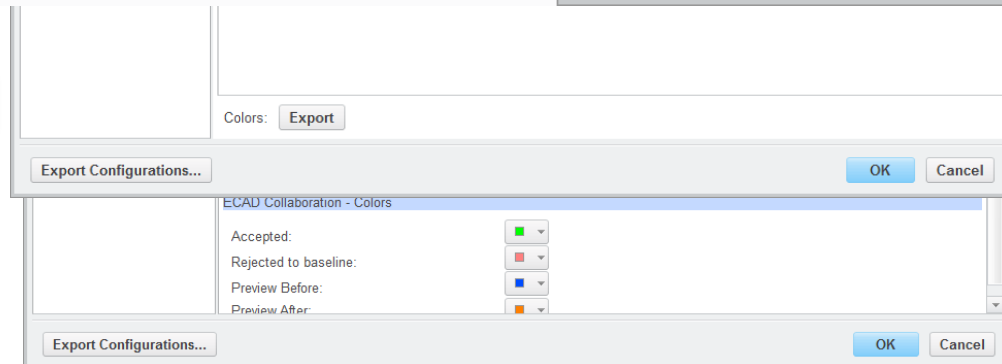 Colors: Export
Export Configurations... OK Cancel
ECAD Collaboration - Colors
Accepted:
Rejected to baseline:
Preview Before:
Preview After:
Export Configurations... OK Cancel